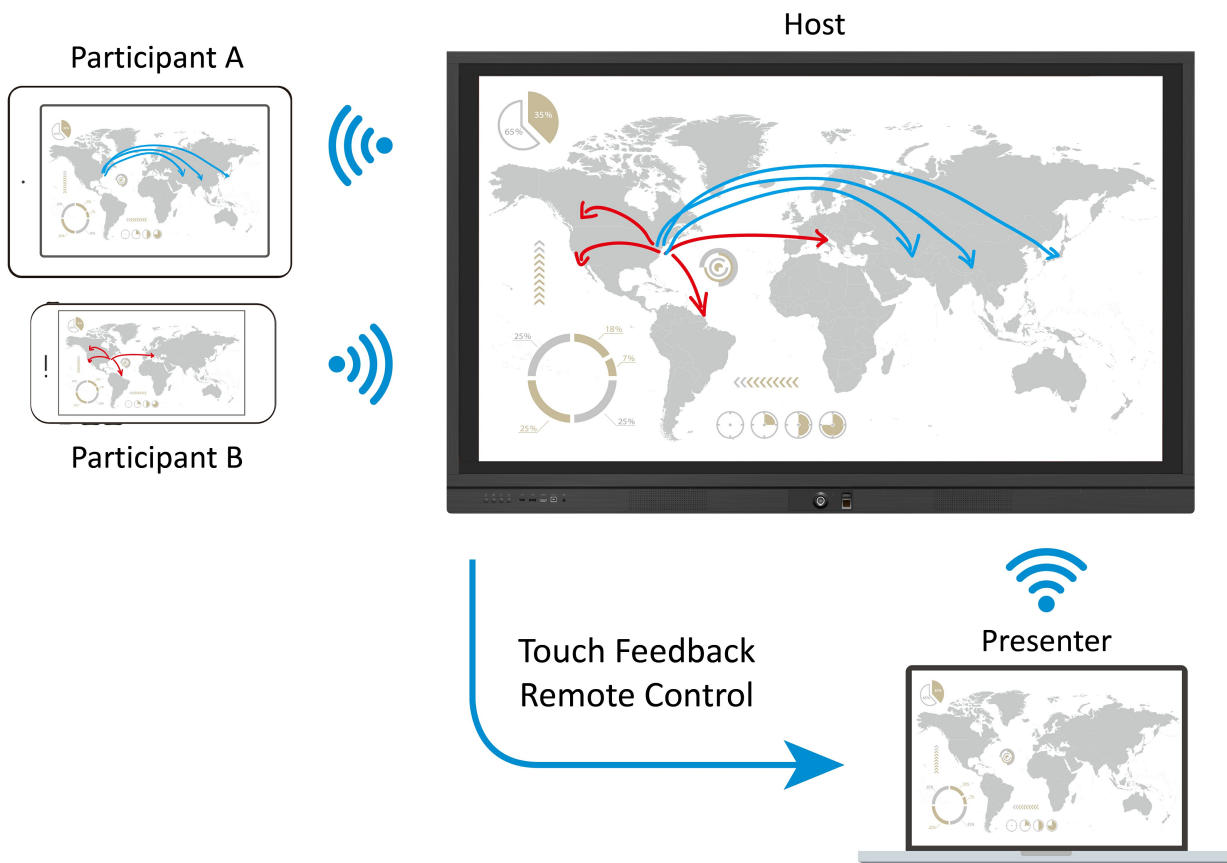 Host
Participant A
35%
65%
18%
25%
7%
25%
25%
Participant B
Touch Feedback
Remote Control
Presenter